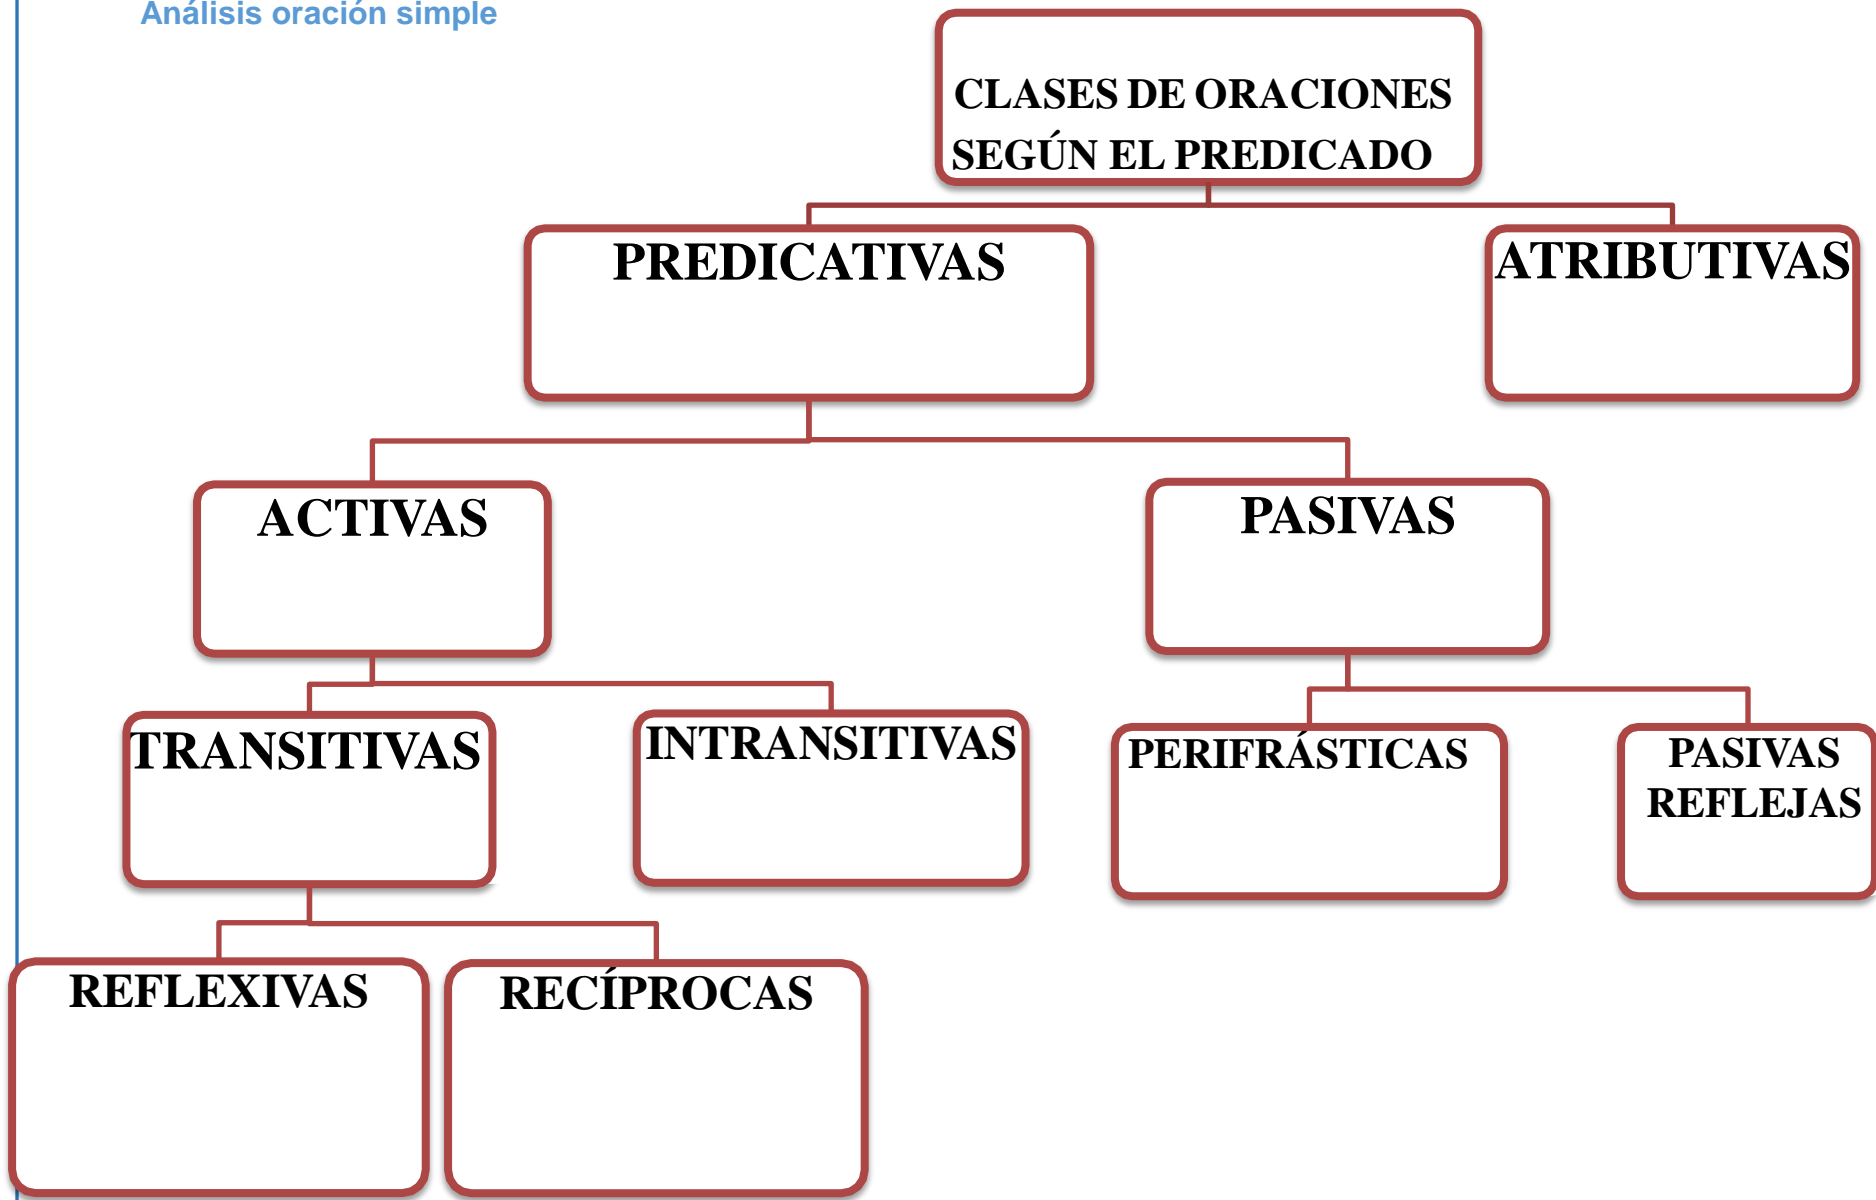 Análisis oración simple
CLASES DE ORACIONES
SEGÚN EL PREDICADO
PREDICATIVAS
ATRIBUTIVAS
ACTIVAS
PASIVAS
TRANSITIVAS
INTRANSITIVAS
PERIFRÁSTICAS
PASIVAS
REFLEJAS
REFLEXIVAS
RECÍPROCAS